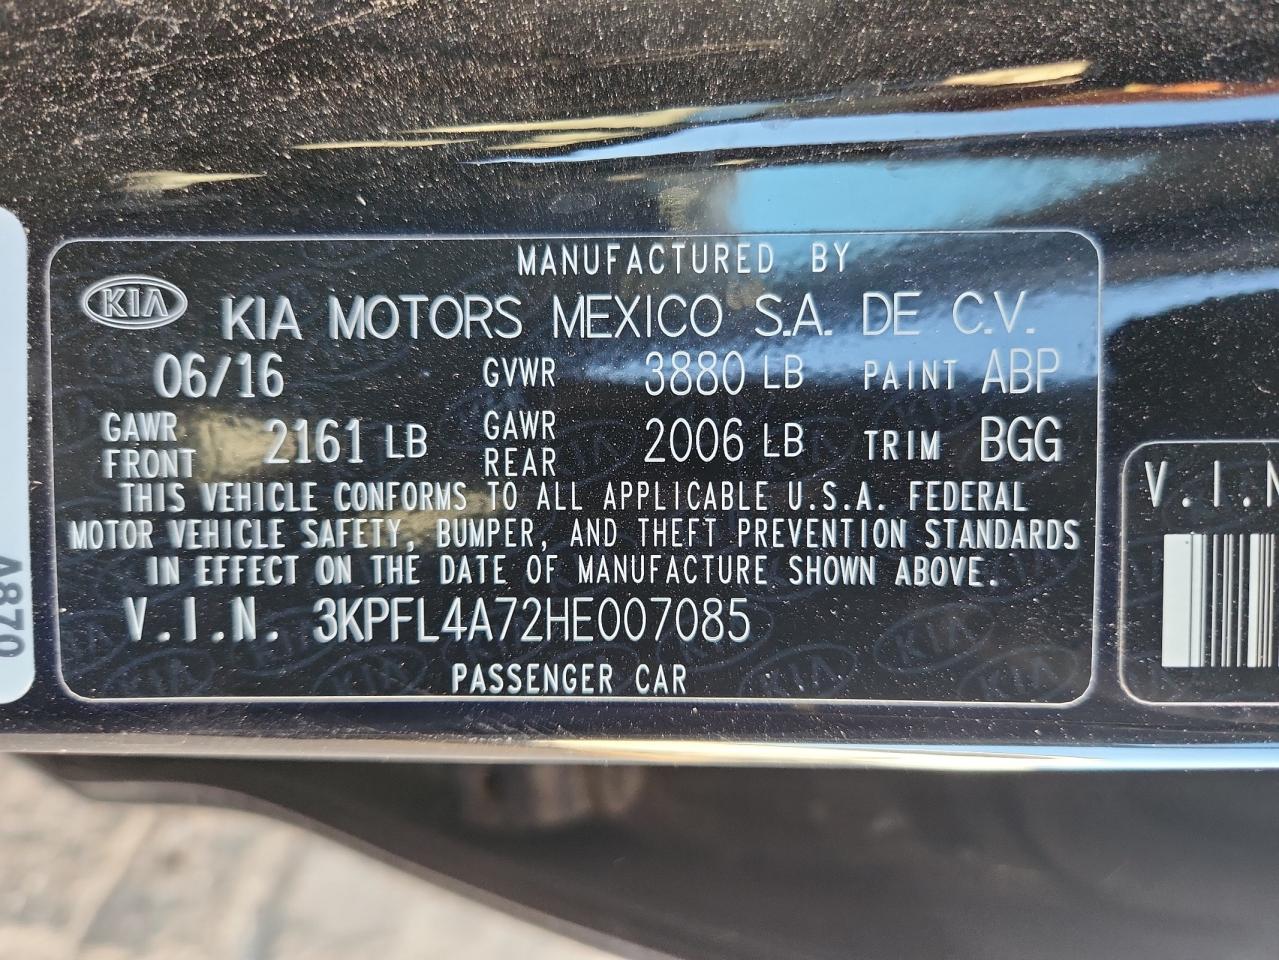 MANUFACTURED BY
KIA KIA MOTORS MEXICO S.A. DE C.V.
06/16 GVWR 3880 LB PAINT ABP
GAWR FRONT 2161 LB GAWR REAR 2006 LB TRIM BGG
THIS VEHICLE CONFORMS TO ALL APPLICABLE U.S.A. FEDERAL
MOTOR VEHICLE SAFETY, BUMPER, AND THEFT PREVENTION STANDARDS
IN EFFECT ON THE DATE OF MANUFACTURE SHOWN ABOVE.
V.I.N. 3KPFL4A72HE007085
PASSENGER CAR
V.I.N
A870